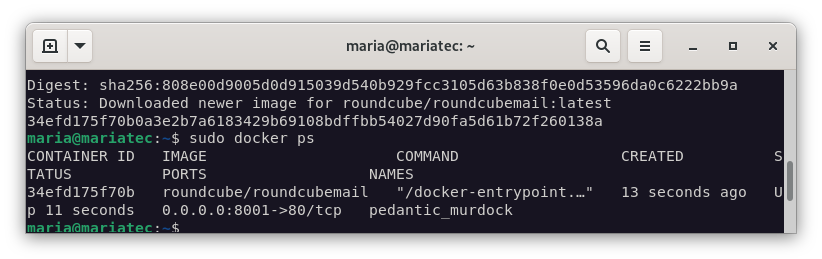 maria@mariatec: ~
Digest: sha256:808e00d9005d0d915039d540b929fcc3105d63b838f0e0d53596da0c6222bb9a
Status: Downloaded newer image for roundcube/roundcubemail:latest
34efd175f70b0a3e2b7a6183429b69108bdffbb54027d90fa5d61b72f260138a
maria@mariatec:~$ sudo docker ps
CONTAINER ID   IMAGE                     COMMAND                  CREATED          S
TATUS          PORTS                  NAMES
34efd175f70b   roundcube/roundcubemail   "/docker-entrypoint.…"   13 seconds ago   U
p 11 seconds   0.0.0.0:8001->80/tcp   pedantic_murdock
maria@mariatec:~$